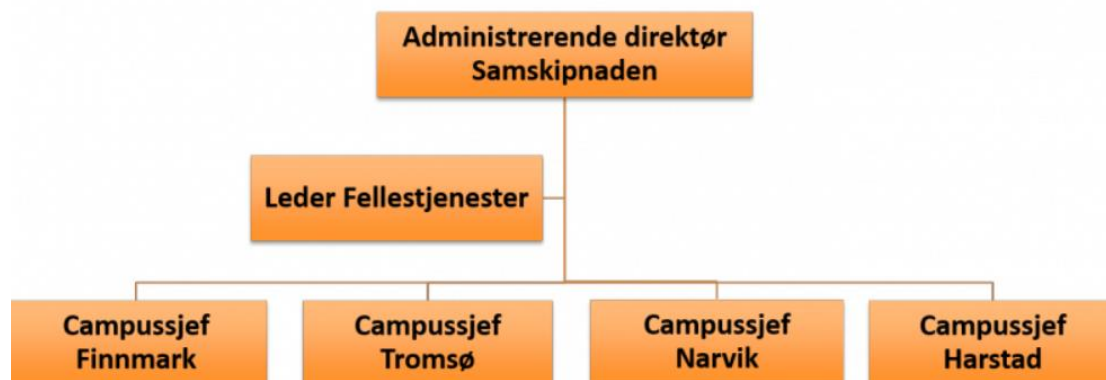 Administrerende direktør
Samskipnaden
Leder Fellestjenester
Campussjef
Finnmark
Campussjef
Tromsø
Campussjef
Narvik
Campussjef
Harstad